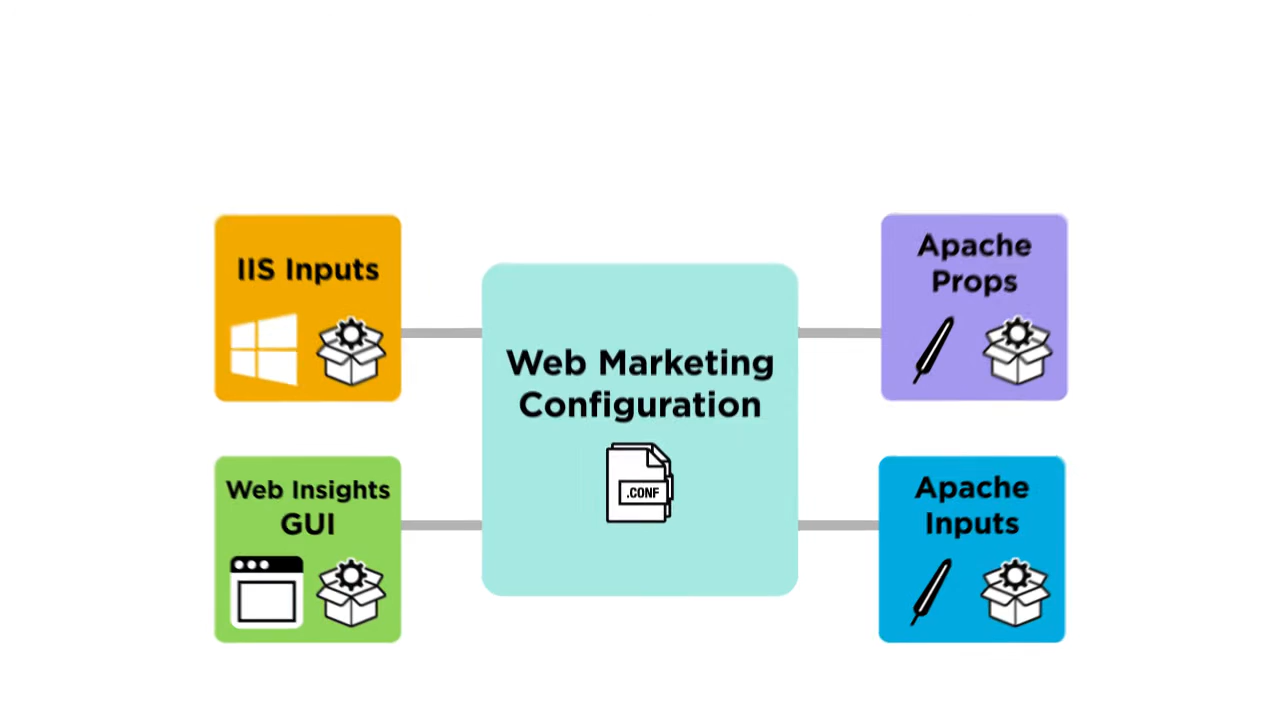 IIS Inputs
Web Insights
GUI
Web Marketing
Configuration
.CONF
Apache
Props
Apache
Inputs